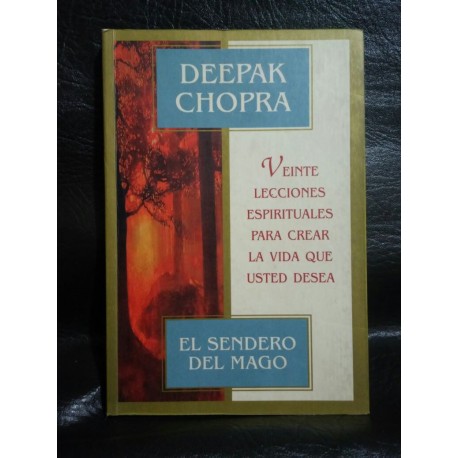 DEEPAK
CHOPRA
VEINTE
LECCIONES
ESPIRITUALES
PARA CREAR
LA VIDA QUE
USTED DESEA
EL SENDERO
DEL MAGO